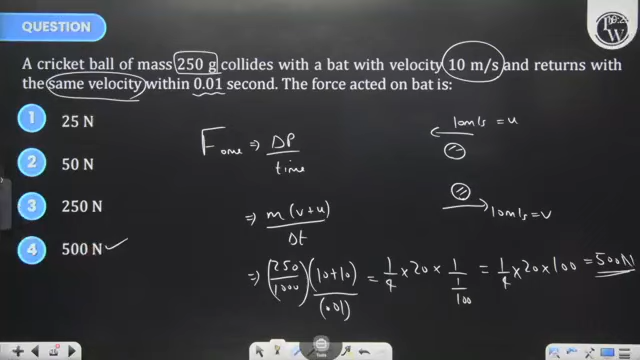 QUESTION
A cricket ball of mass 250 g collides with a bat with velocity 10 m/s and returns with
the same velocity within 0.01 second. The force acted on bat is:
1 25 N
2 50 N
3 250 N
4 500 N ✓
Force ⇒ ΔP / time
10m/s = u
10m/s = v
⇒ m(v+u) / Δt
⇒ (250/1000) (10+10)/(.01) = 1/4 × 20 × 1/(1/100) = 1/4 × 20 × 100 = 500N
Tools